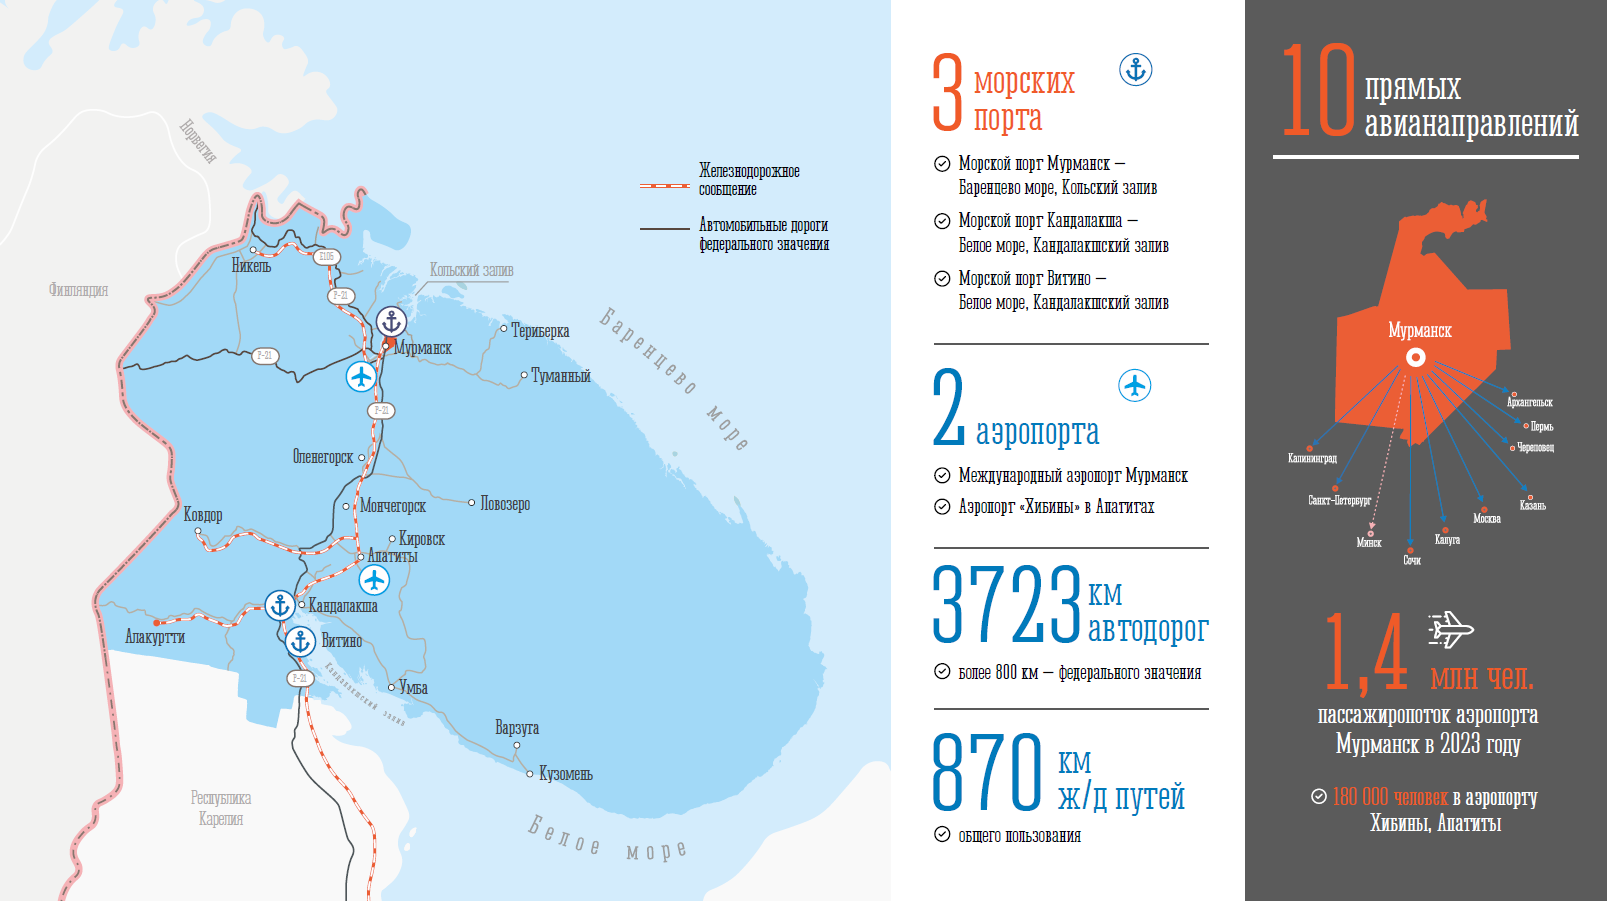 Норвегия
Финляндия
Железнодорожное
сообщение
Автомобильные дороги
федерального значения
Никель
E105
Р-21
Кольский залив
Баренцево море
Териберка
Мурманск
Туманный
Р-21
Р-21
Оленегорск
Мончегорск
Ловозеро
Ковдор
Кировск
Апатиты
Кандалакша
Алакуртти
Витино
Р-21
Кандалакшский залив
Умба
Варзуга
Кузомень
Республика
Карелия
Белое море
3 морских
порта
Морской порт Мурманск –
Баренцево море, Кольский залив
Морской порт Кандалакша –
Белое море, Кандалакшский залив
Морской порт Витино –
Белое море, Кандалакшский залив
2 аэропорта
Международный аэропорт Мурманск
Аэропорт «Хибины» в Апатитах
3723 км
автодорог
более 800 км – федерального значения
870 км
ж/д путей
общего пользования
10 прямых
авианаправлений
Мурманск
Архангельск
Пермь
Череповец
Калининград
Санкт-Петербург
Казань
Москва
Минск
Калуга
Сочи
1,4 млн чел.
пассажиропоток аэропорта
Мурманск в 2023 году
180 000 человек в аэропорту
Хибины, Апатиты